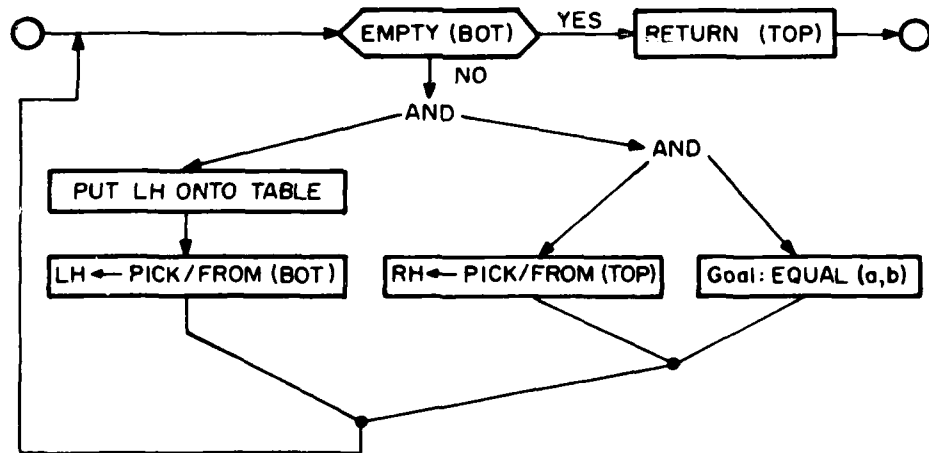 EMPTY (BOT)
YES
RETURN (TOP)
NO
AND
AND
PUT LH ONTO TABLE
LH ← PICK/FROM (BOT)
RH ← PICK/FROM (TOP)
Goal: EQUAL (a,b)